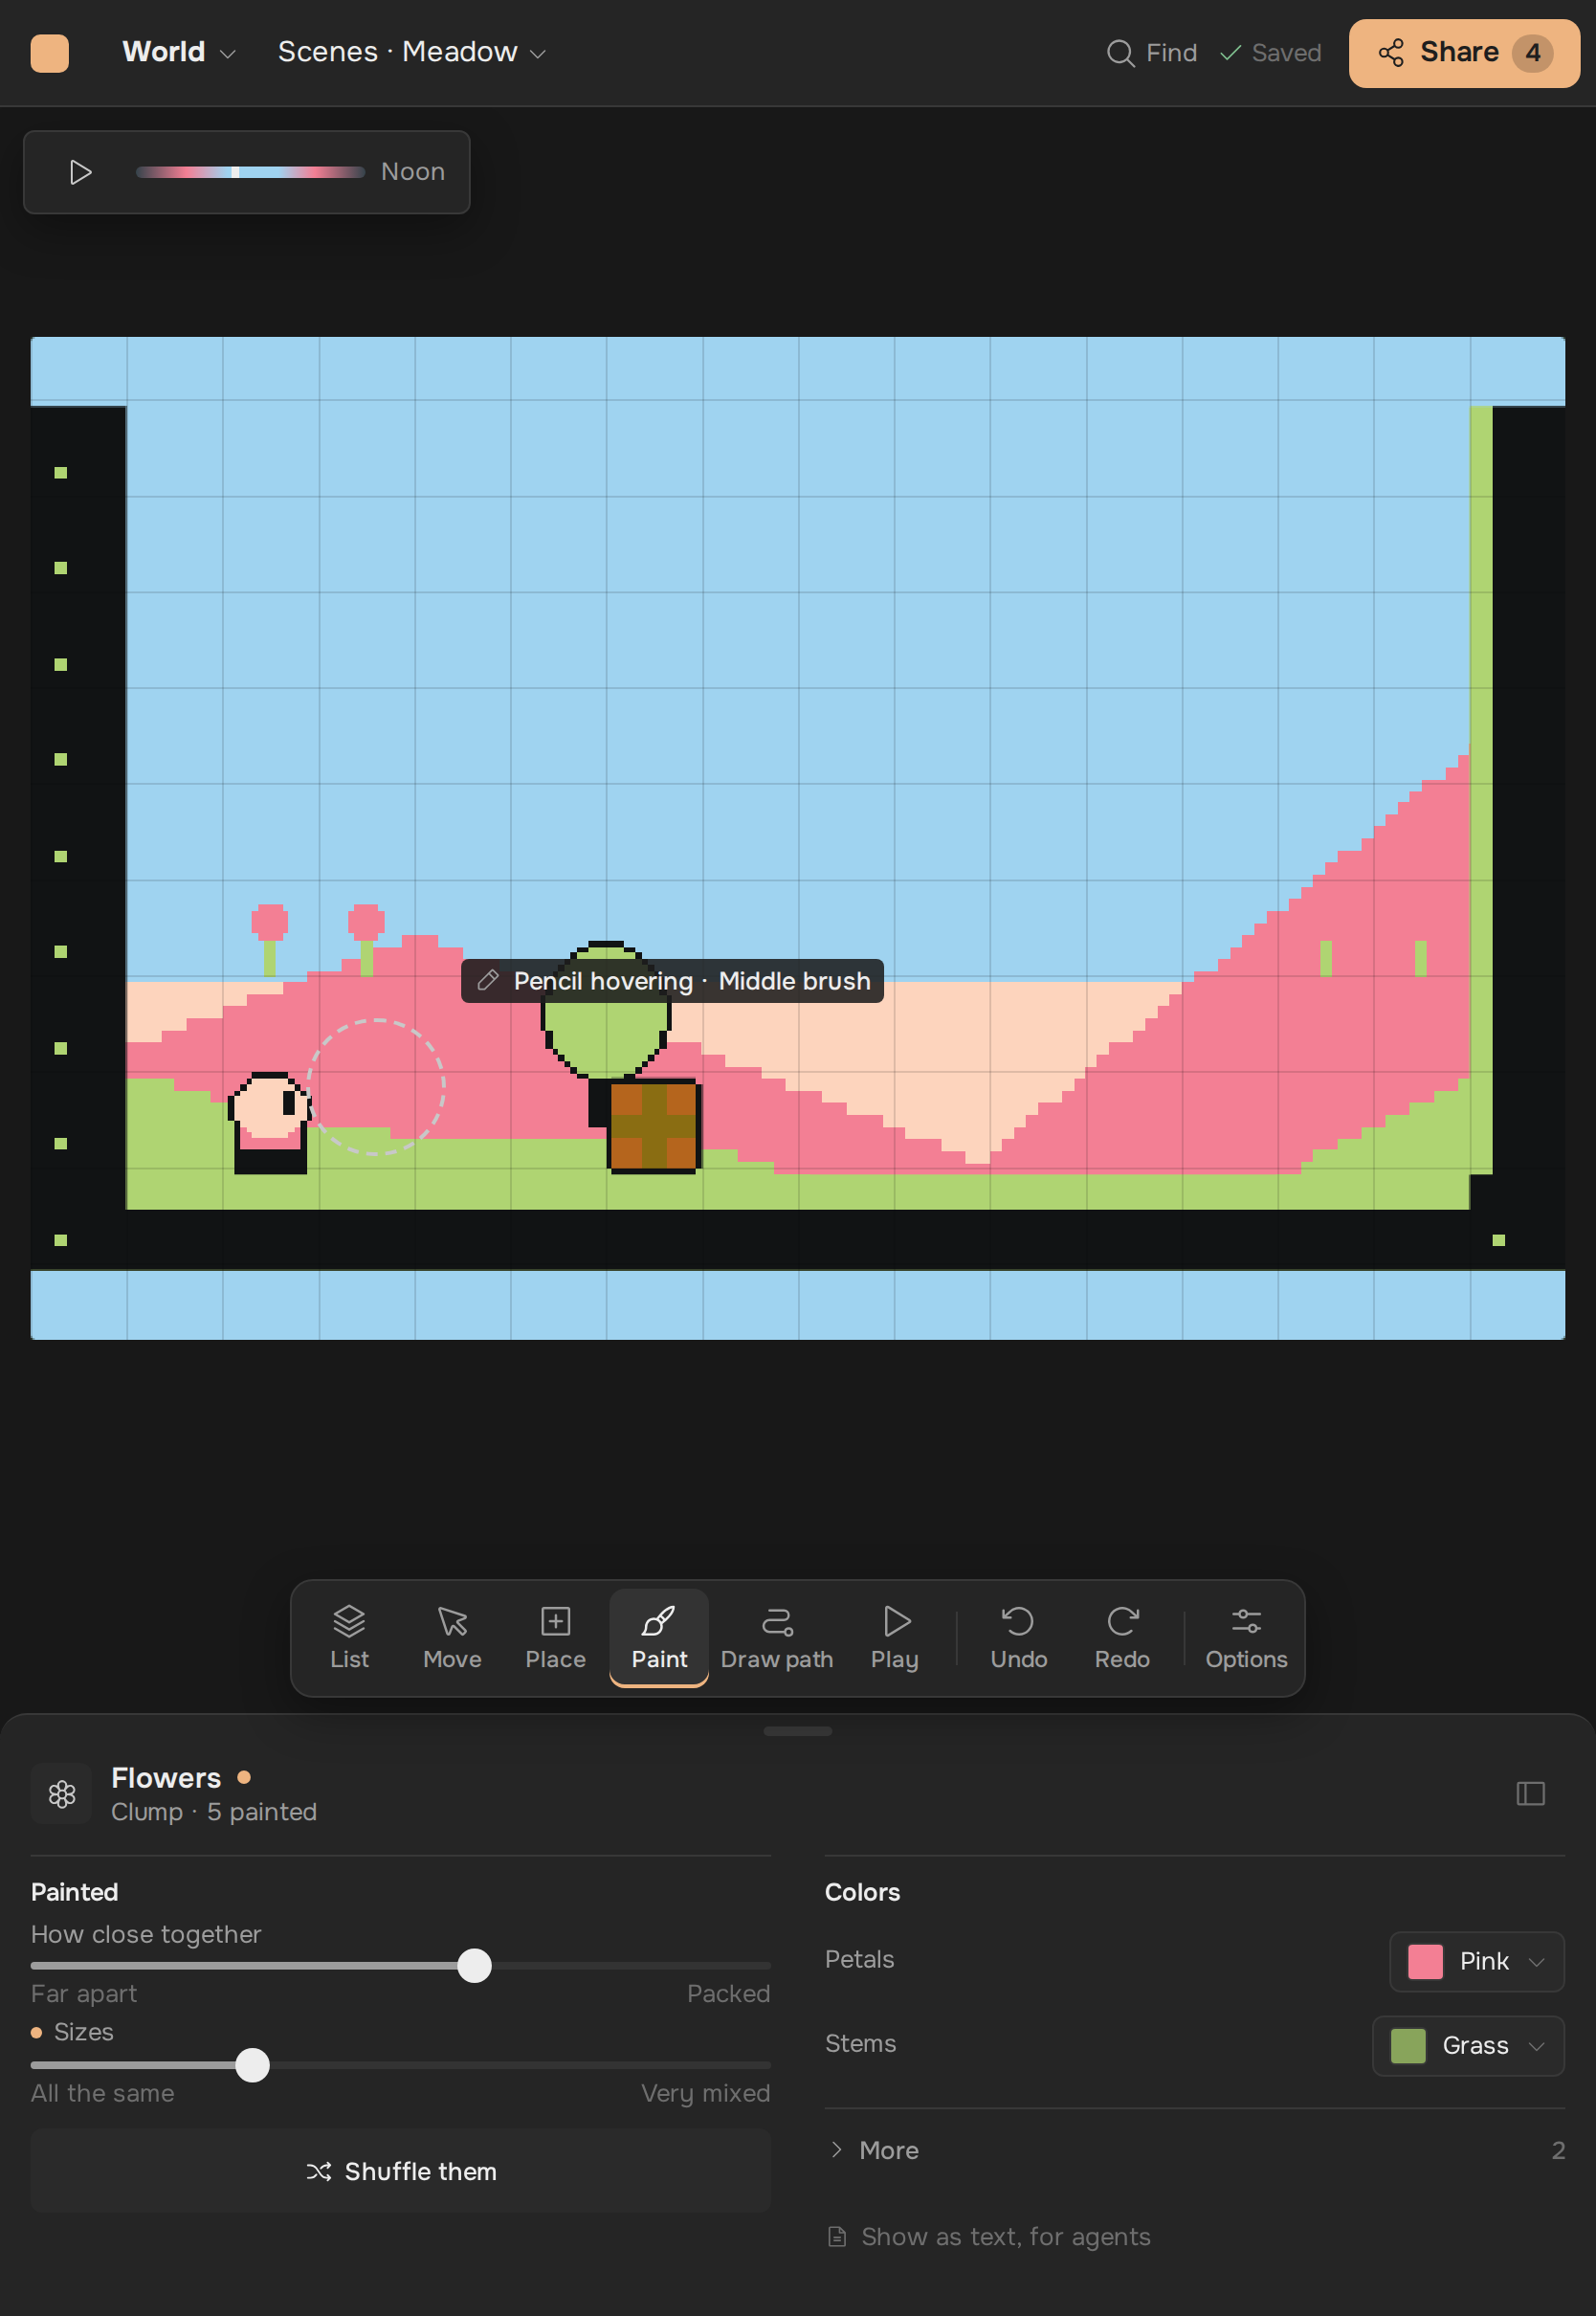 World
Scenes · Meadow
Find
Saved
Share 4
Noon
Pencil hovering · Middle brush
List
Move
Place
Paint
Draw path
Play
Undo
Redo
Options
Flowers
Clump · 5 painted
Painted
How close together
Far apart
Packed
Sizes
All the same
Very mixed
Shuffle them
Colors
Petals
Pink
Stems
Grass
More
2
Show as text, for agents